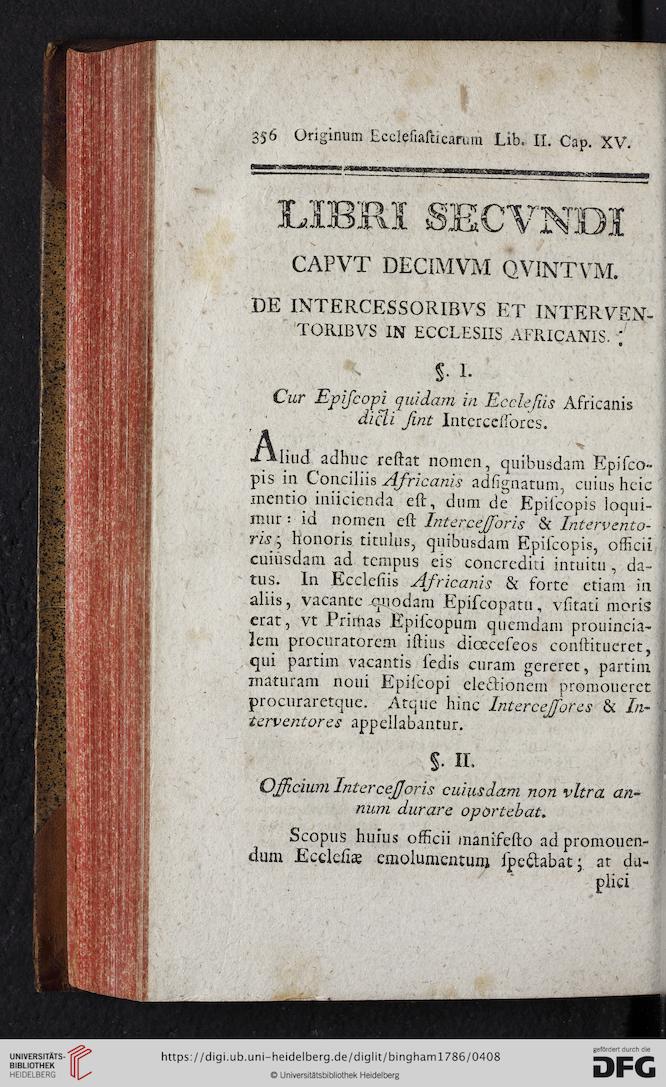 356 Originum Eccleſiaſticarum Lib. II. Cap. XV.
LIBRI SECVNDI
CAPVT DECIMVM QVINTVM.
DE INTERCESSORIBVS ET INTERVEN-
TORIBVS IN ECCLESIIS AFRICANIS.
§. I.
Cur Epiſcopi quidam in Eccleſiis Africanis
dicti ſint Interceſſores.
Aliud adhuc reſtat nomen, quibusdam Epiſco-
pis in Conciliis Africanis adſignatum, cuius heic
mentio iniicienda eſt, dum de Epiſcopis loqui-
mur: id nomen eſt Interceſſoris & Intervento-
ris; honoris titulus, quibusdam Epiſcopis, officii
cuiusdam ad tempus eis concrediti intuitu, da-
tus. In Eccleſiis Africanis & forte etiam in
aliis, vacante quodam Epiſcopatu, vſitati moris
erat, vt Primas Epiſcopum quemdam prouincia-
lem procuratorem iſtius diœceſeos conſtitueret,
qui partim vacantis ſedis curam gereret, partim
maturam noui Epiſcopi electionem promoueret
procuraretque. Atque hinc Interceſſores & In-
terventores appellabantur.
§. II.
Officium Interceſſoris cuiusdam non vltra an-
num durare oportebat.
Scopus huius officii manifeſto ad promouen-
dum Eccleſiæ emolumentum ſpectabat; at du-
plici
UNIVERSITÄTS-
BIBLIOTHEK
HEIDELBERG
https://digi.ub.uni-heidelberg.de/diglit/bingham1786/0408
© Universitätsbibliothek Heidelberg
gefördert durch die
DFG